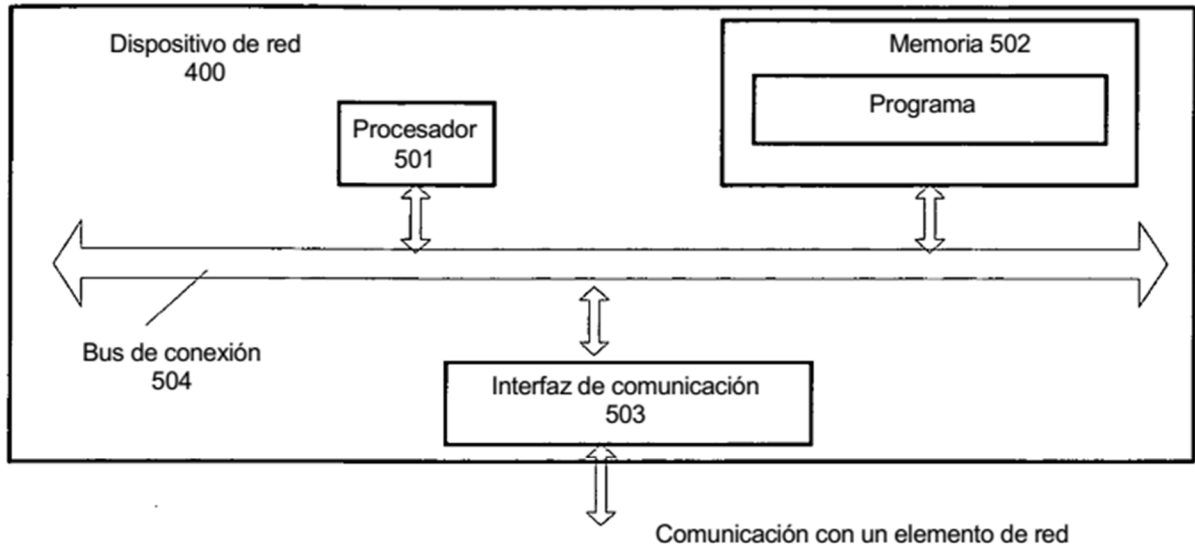 Dispositivo de red
400
Memoria 502
Programa
Procesador
501
Bus de conexión
504
Interfaz de comunicación
503
Comunicación con un elemento de red